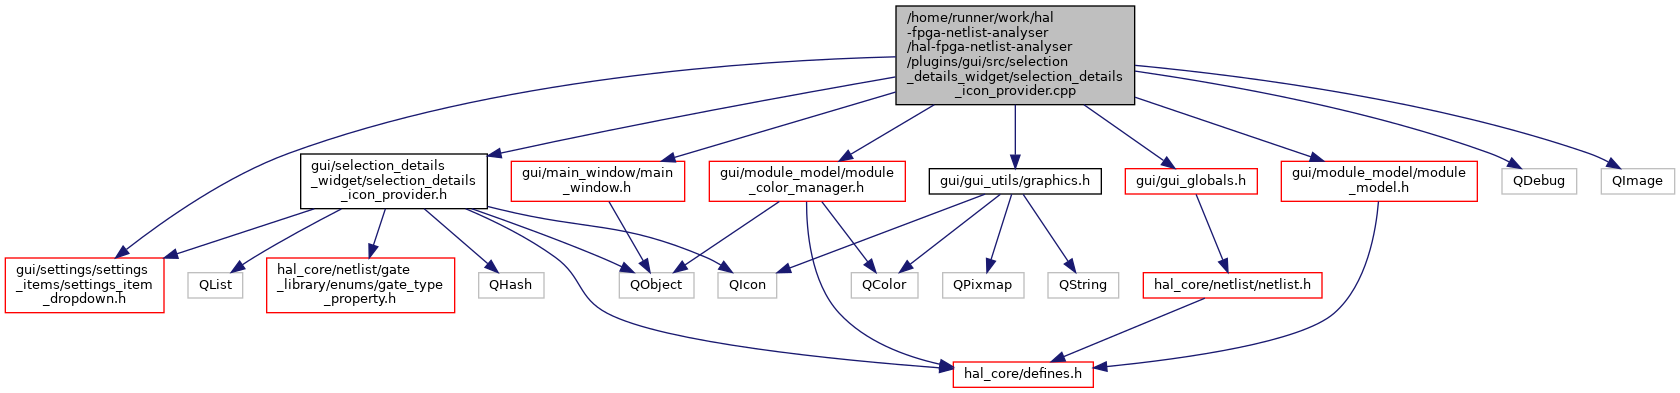 /home/runner/work/hal
-fpga-netlist-analyser
/hal-fpga-netlist-analyser
/plugins/gui/src/selection
_details_widget/selection_details
_icon_provider.cpp
gui/selection_details
_widget/selection_details
_icon_provider.h
gui/main_window/main
_window.h
gui/module_model/module
_color_manager.h
gui/gui_utils/graphics.h
gui/gui_globals.h
gui/module_model/module
_model.h
QDebug
QImage
gui/settings/settings
_items/settings_item
_dropdown.h
QList
hal_core/netlist/gate
_library/enums/gate_type
_property.h
QHash
QObject
QIcon
QColor
QPixmap
QString
hal_core/netlist/netlist.h
hal_core/defines.h